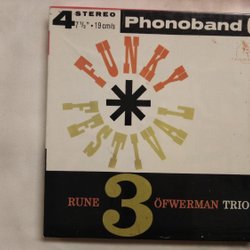 4 STEREO Phonoband
7½" • 19 cm/s
FUNKY
FESTIVAL
RUNE 3 ÖFWERMAN TRIO